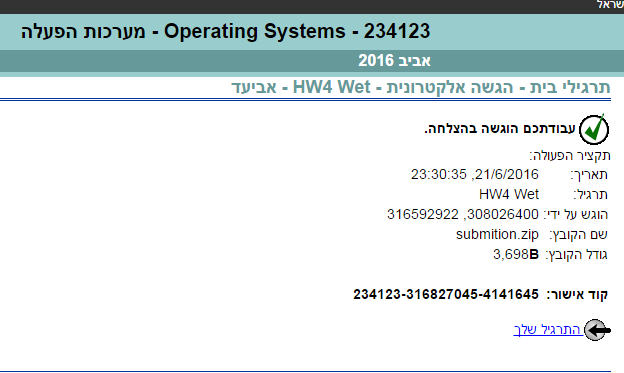 שראל
234123 - Operating Systems - מערכות הפעלה
אביב 2016
תרגילי בית - הגשה אלקטרונית - HW4 Wet - אביעד
עבודתכם הוגשה בהצלחה.
תקציר הפעולה:
תאריך: 21/6/2016, 23:30:35
תרגיל: HW4 Wet
הוגש על ידי: 308026400, 316592922
שם הקובץ: submition.zip
גודל הקובץ: 3,698B
קוד אישור: 234123-316827045-4141645
התרגיל שלך